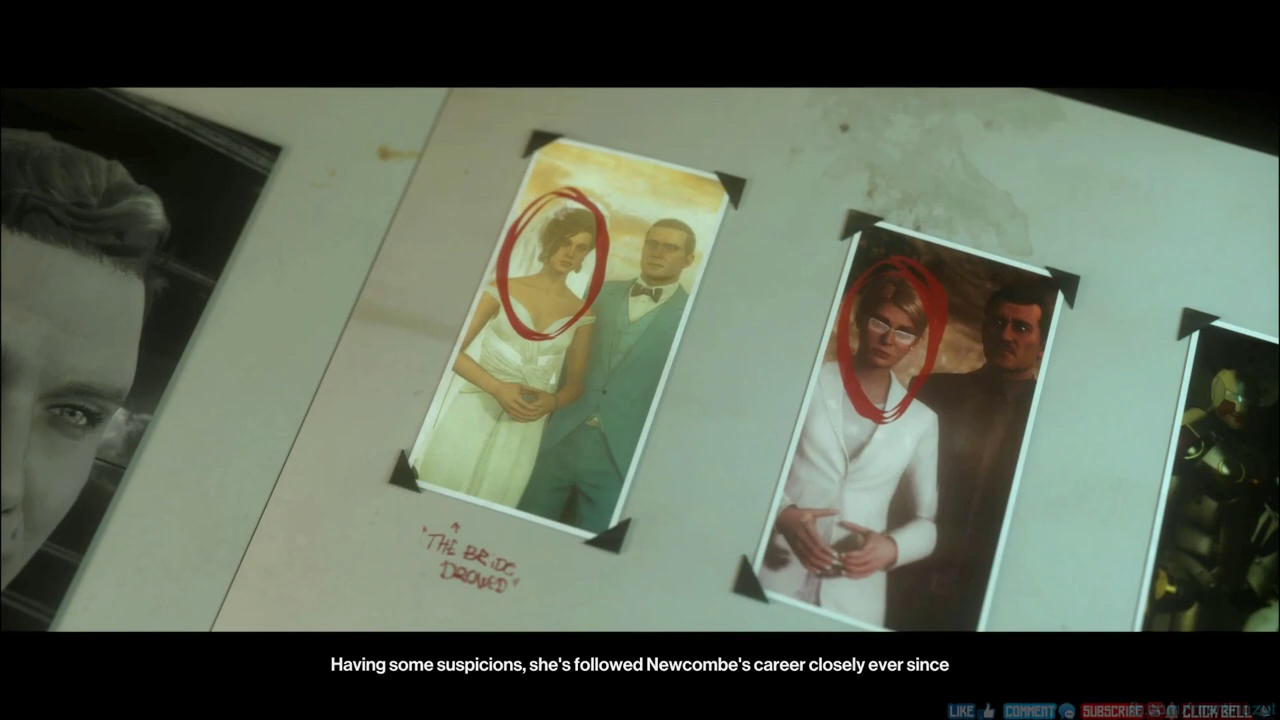 "THE BRIDE
DROWED"
Having some suspicions, she's followed Newcombe's career closely ever since
LIKE COMMENT SUBSCRIBE CLICK BELL